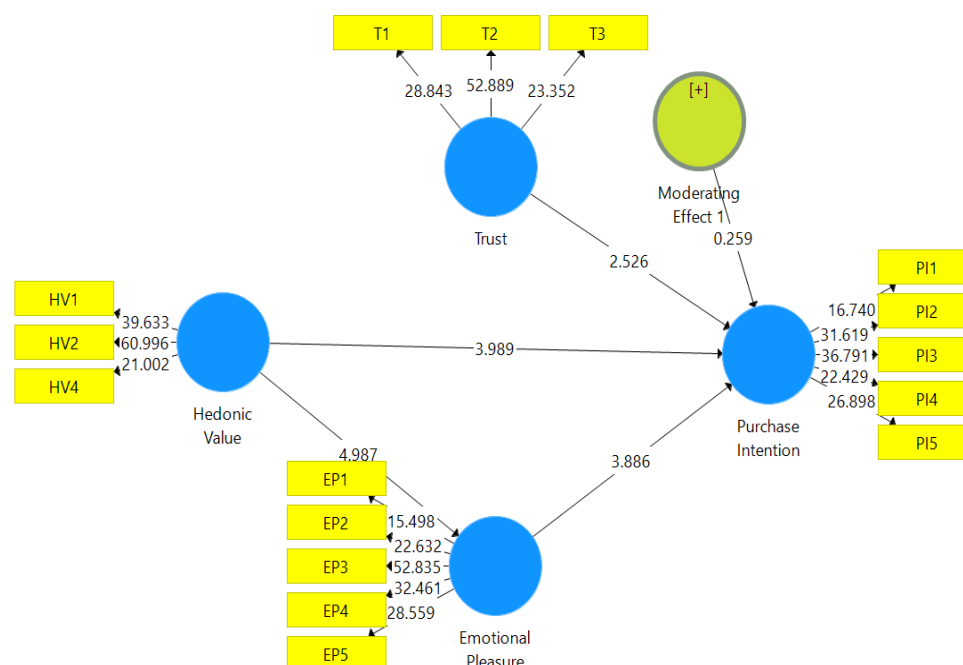 T1
T2
T3
28.843
52.889
23.352
[+]
Trust
Moderating
Effect 1
0.259
2.526
HV1
HV2
HV4
39.633
60.996
21.002
Hedonic
Value
3.989
PI1
PI2
PI3
PI4
PI5
16.740
31.619
36.791
22.429
26.898
Purchase
Intention
4.987
3.886
EP1
EP2
EP3
EP4
EP5
15.498
22.632
52.835
32.461
28.559
Emotional
Pleasure